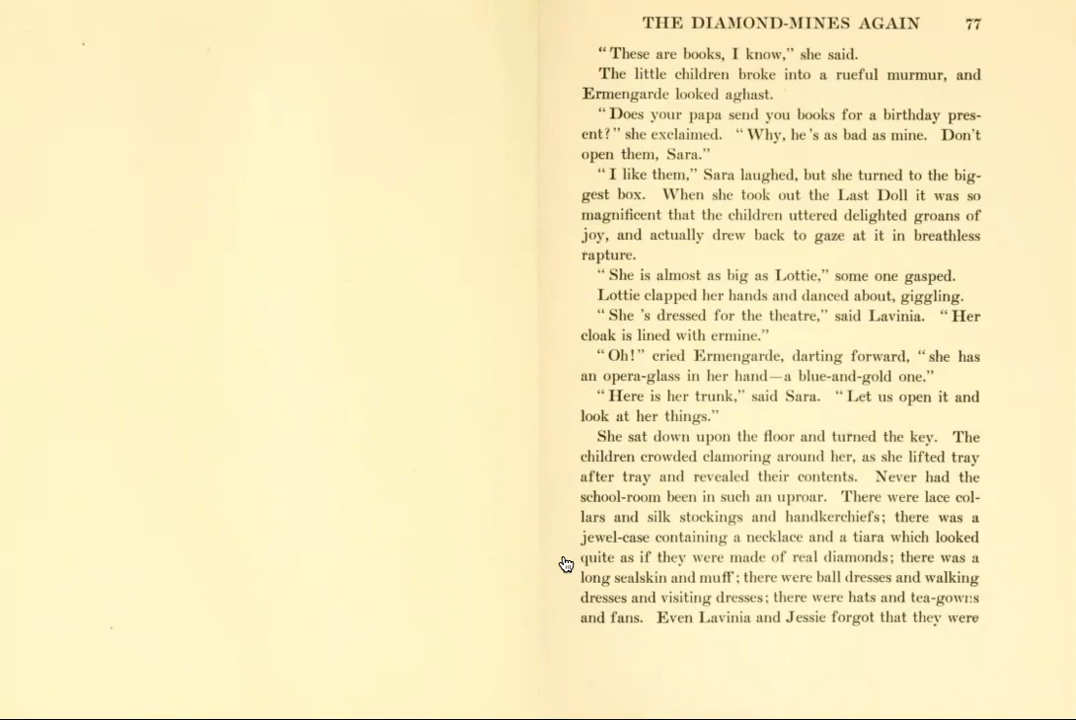 THE DIAMOND-MINES AGAIN 77
“ These are books, I know,” she said.
The little children broke into a rueful murmur, and
Ermengarde looked aghast.
“ Does your papa send you books for a birthday pres-
ent? ” she exclaimed. “ Why, he 's as bad as mine. Don't
open them, Sara.”
“ I like them,” Sara laughed, but she turned to the big-
gest box. When she took out the Last Doll it was so
magnificent that the children uttered delighted groans of
joy, and actually drew back to gaze at it in breathless
rapture.
“ She is almost as big as Lottie,” some one gasped.
Lottie clapped her hands and danced about, giggling.
“ She 's dressed for the theatre,” said Lavinia. “ Her
cloak is lined with ermine.”
“ Oh! ” cried Ermengarde, darting forward, “ she has
an opera-glass in her hand—a blue-and-gold one.”
“ Here is her trunk,” said Sara. “ Let us open it and
look at her things.”
She sat down upon the floor and turned the key. The
children crowded clamoring around her, as she lifted tray
after tray and revealed their contents. Never had the
school-room been in such an uproar. There were lace col-
lars and silk stockings and handkerchiefs; there was a
jewel-case containing a necklace and a tiara which looked
quite as if they were made of real diamonds; there was a
long sealskin and muff; there were ball dresses and walking
dresses and visiting dresses; there were hats and tea-gowns
and fans. Even Lavinia and Jessie forgot that they were